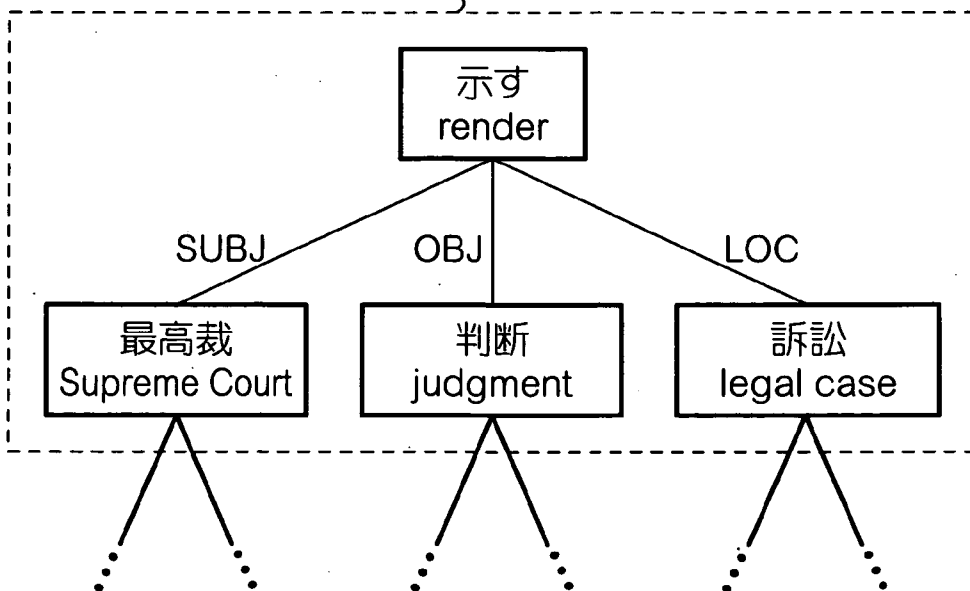 示す
render
SUBJ
OBJ
LOC
最高裁
Supreme Court
判断
judgment
訴訟
legal case